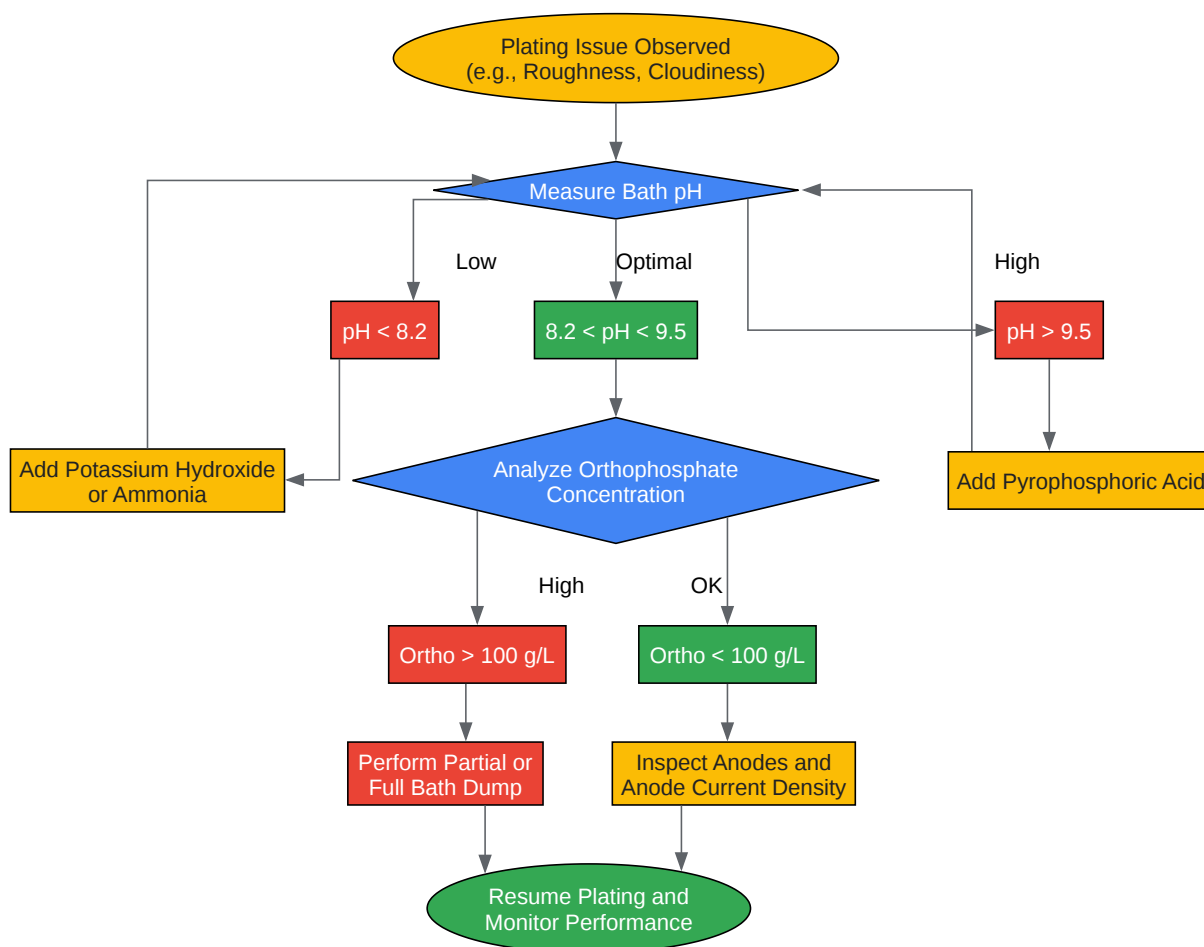 Plating Issue Observed
(e.g., Roughness, Cloudiness)
Measure Bath pH
Low
Optimal
High
pH < 8.2
8.2 < pH < 9.5
pH > 9.5
Add Potassium Hydroxide
or Ammonia
Analyze Orthophosphate
Concentration
Add Pyrophosphoric Acid
High
OK
Ortho > 100 g/L
Ortho < 100 g/L
Perform Partial or
Full Bath Dump
Inspect Anodes and
Anode Current Density
Resume Plating and
Monitor Performance